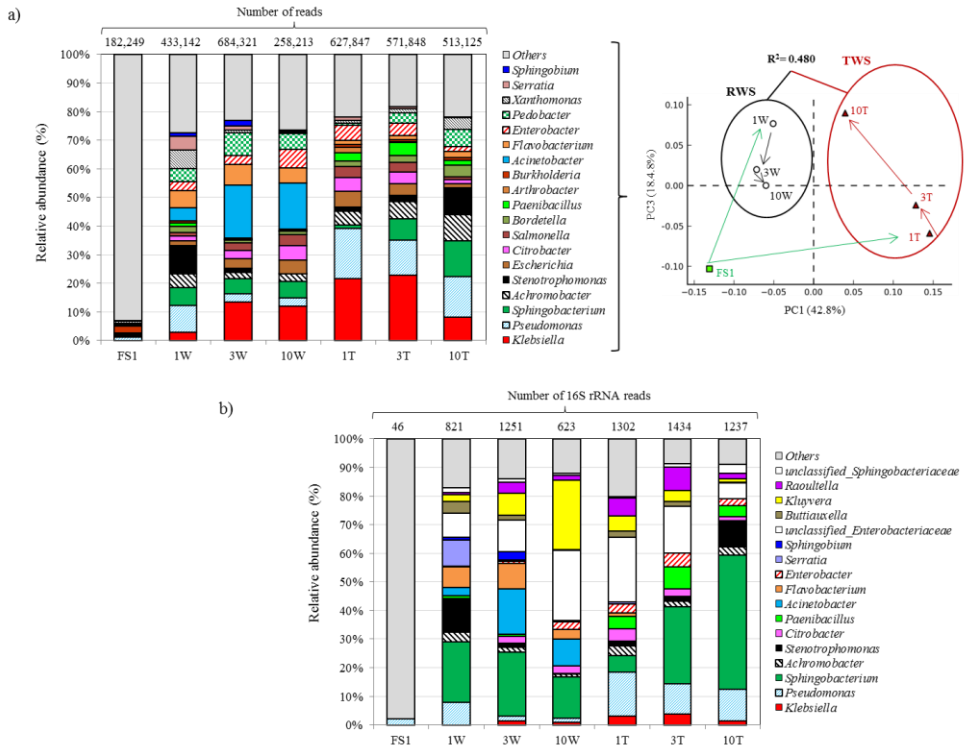 a)
Number of reads
182,249 433,142 684,321 258,213 627,847 571,848 513,125
Relative abundance (%)
100%
90%
80%
70%
60%
50%
40%
30%
20%
10%
0%
FS1 1W 3W 10W 1T 3T 10T
Others
Sphingobium
Serratia
Xanthomonas
Pedobacter
Enterobacter
Flavobacterium
Acinetobacter
Burkholderia
Arthrobacter
Paenibacillus
Bordetella
Salmonella
Citrobacter
Escherichia
Stenotrophomonas
Achromobacter
Sphingobacterium
Pseudomonas
Klebsiella
R²= 0.480
RWS
TWS
PC3 (18.4.8%)
0.10
0.05
0.00
−0.05
−0.10
1W
3W
10W
10T
3T
1T
FS1
−0.15 −0.10 −0.05 0.00 0.05 0.10 0.15
PC1 (42.8%)
b)
Number of 16S rRNA reads
46 821 1251 623 1302 1434 1237
Relative abundance (%)
100%
90%
80%
70%
60%
50%
40%
30%
20%
10%
0%
FS1 1W 3W 10W 1T 3T 10T
Others
unclassified_Sphingobacteriaceae
Raoultella
Kluyvera
Buttiauxella
unclassified_Enterobacteriaceae
Sphingobium
Serratia
Enterobacter
Flavobacterium
Acinetobacter
Paenibacillus
Citrobacter
Stenotrophomonas
Achromobacter
Sphingobacterium
Pseudomonas
Klebsiella